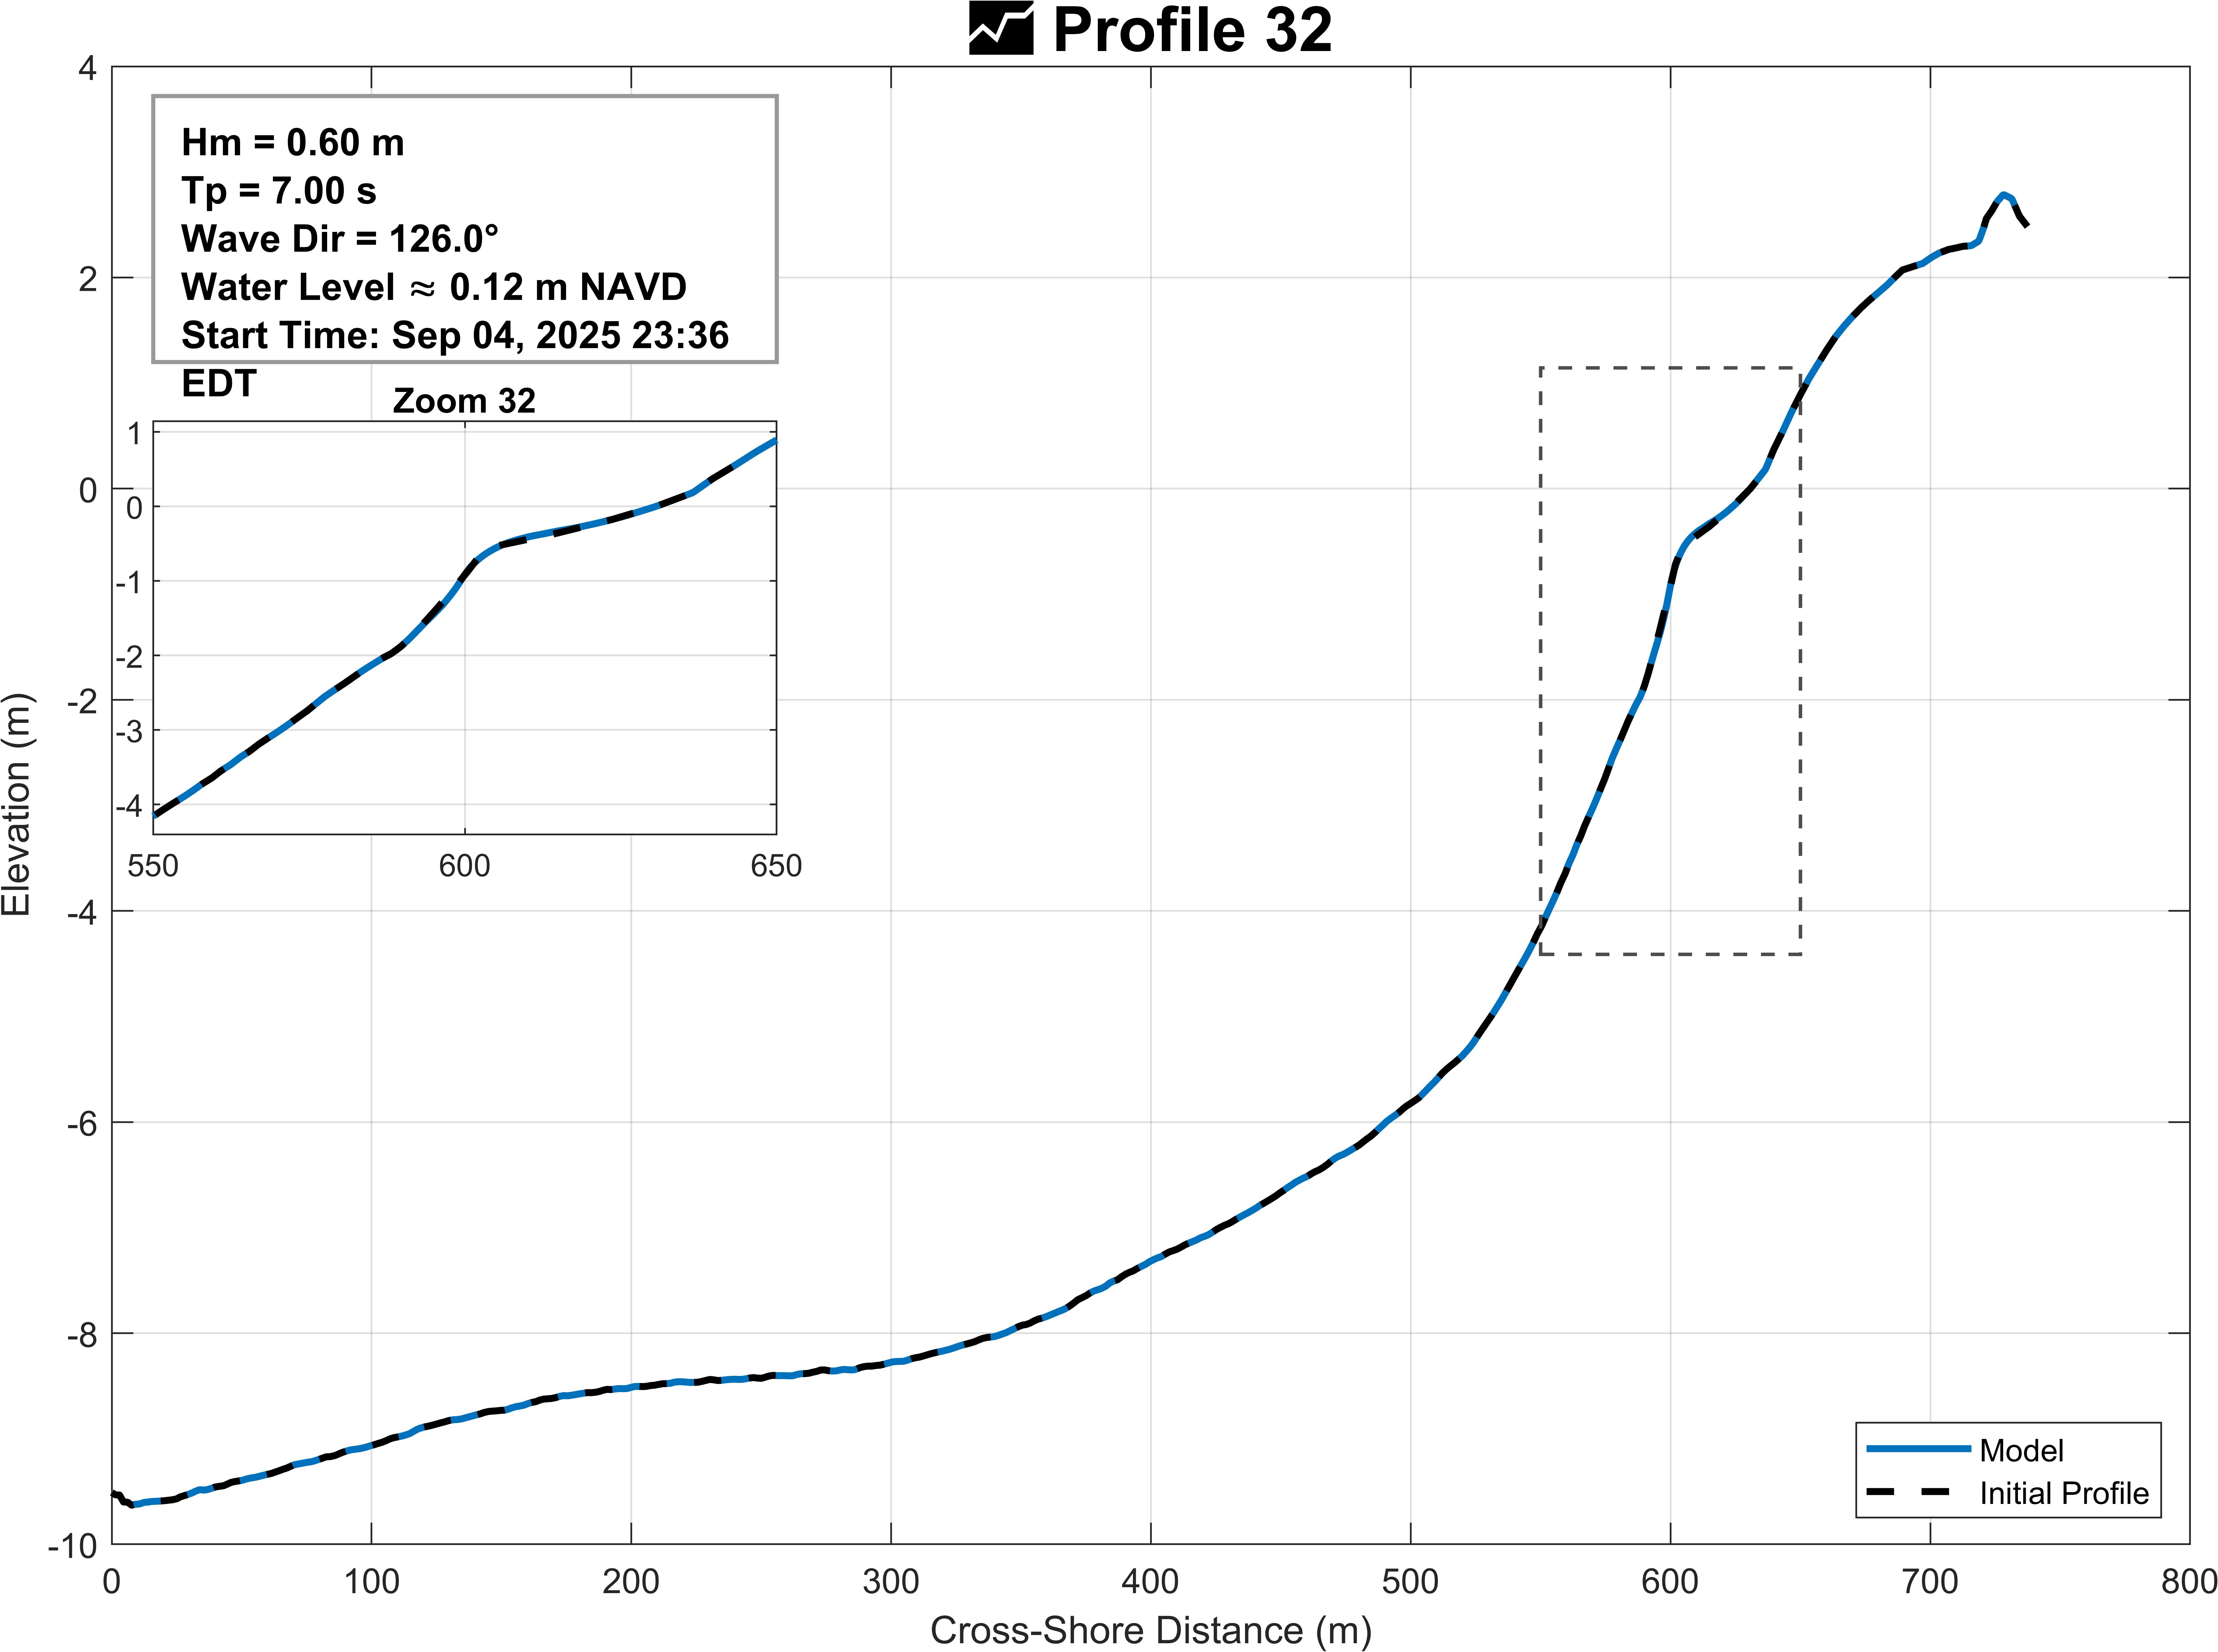 Profile 32
4
2
0
-2
-4
-6
-8
-10
Elevation (m)
Hm = 0.60 m
Tp = 7.00 s
Wave Dir = 126.0°
Water Level ≈ 0.12 m NAVD
Start Time: Sep 04, 2025 23:36
EDT
Zoom 32
1
0
-1
-2
-3
-4
550 600 650
Model
Initial Profile
0 100 200 300 400 500 600 700 800
Cross-Shore Distance (m)